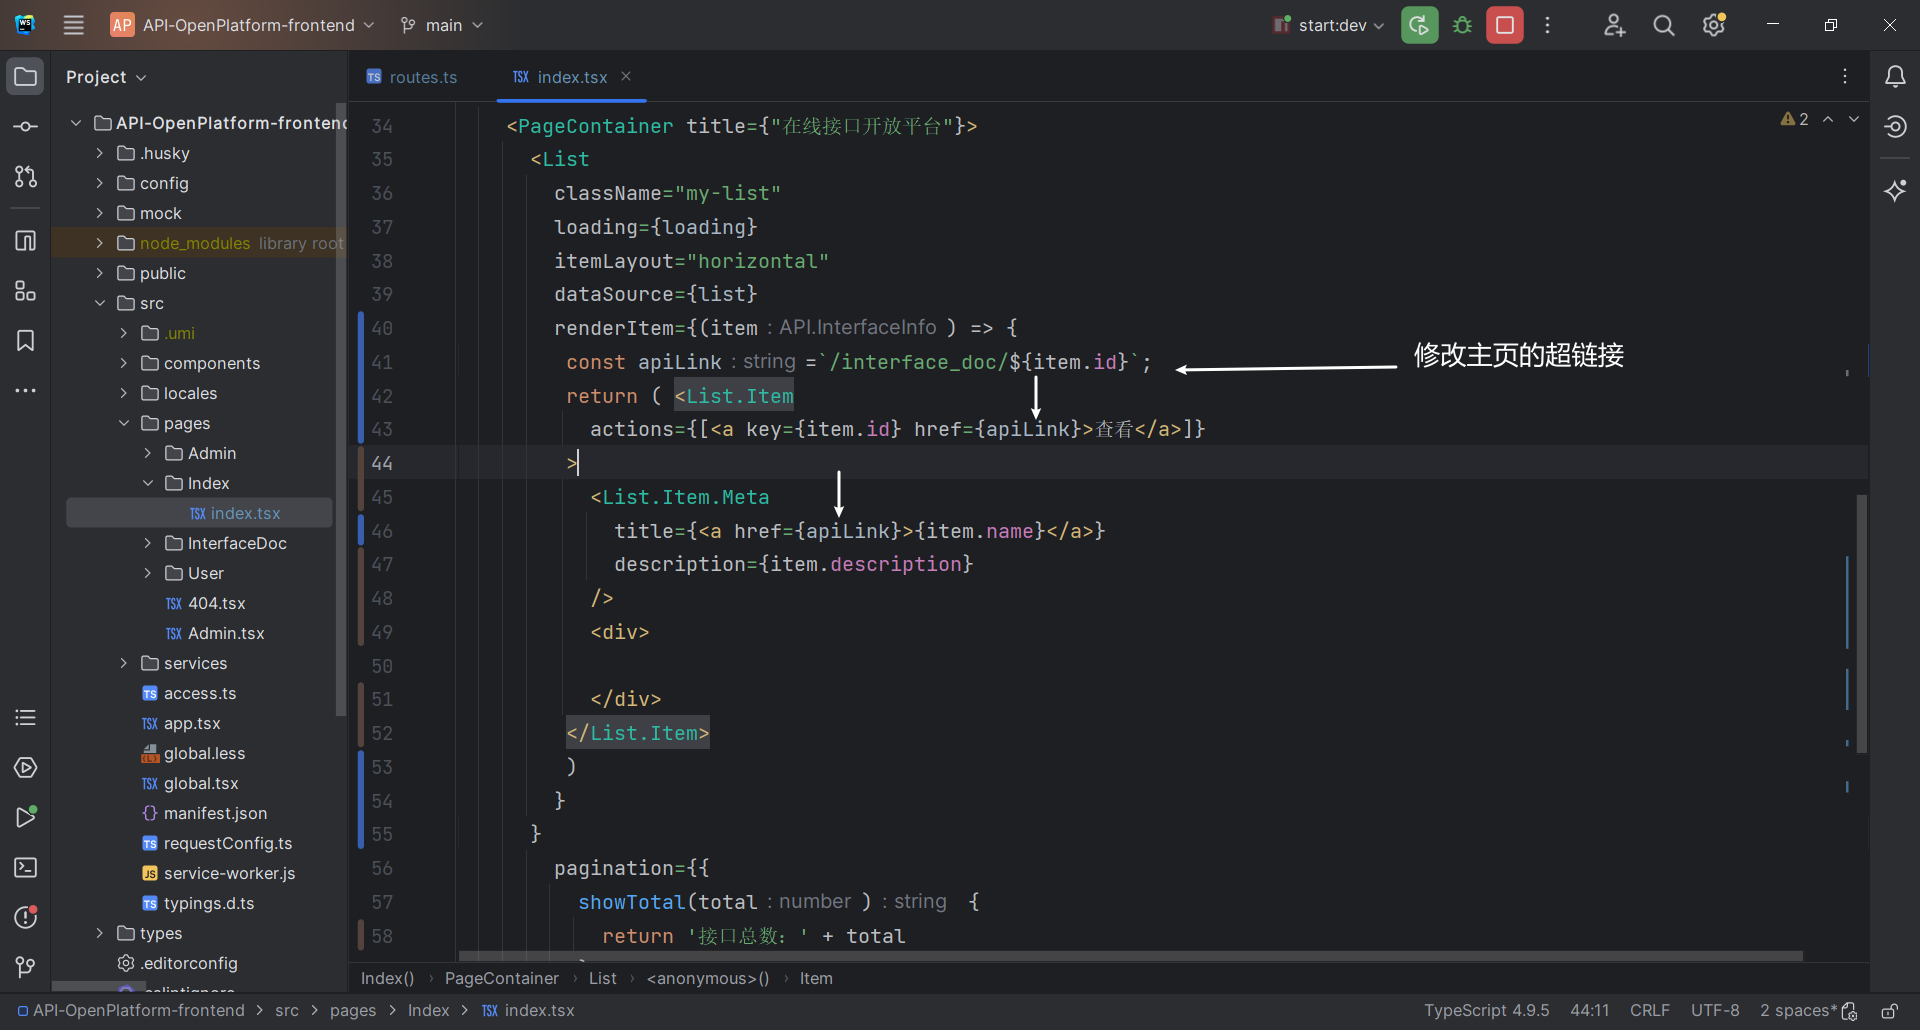 WS
AP API-OpenPlatform-frontend main start:dev
Project
routes.ts
index.tsx
API-OpenPlatform-frontend
.husky
config
mock
node_modules library root
public
src
.umi
components
locales
pages
Admin
Index
index.tsx
InterfaceDoc
User
404.tsx
Admin.tsx
services
access.ts
app.tsx
global.less
global.tsx
manifest.json
requestConfig.ts
service-worker.js
typings.d.ts
types
.editorconfig
2
34 <PageContainer title={"在线接口开放平台"}>
35 <List
36 className="my-list"
37 loading={loading}
38 itemLayout="horizontal"
39 dataSource={list}
40 renderItem={(item : API.InterfaceInfo ) => {
41 const apiLink : string =`/interface_doc/${item.id}`;
修改主页的超链接
42 return ( <List.Item
43 actions={[<a key={item.id} href={apiLink}>查看</a>]}
44 >
45 <List.Item.Meta
46 title={<a href={apiLink}>{item.name}</a>}
47 description={item.description}
48 />
49 <div>
50
51 </div>
52 </List.Item>
53 )
54 }
55 }
56 pagination={{
57 showTotal(total : number ) : string {
58 return '接口总数: ' + total
Index() › PageContainer › List › <anonymous>() › Item
API-OpenPlatform-frontend > src > pages > Index > index.tsx
TypeScript 4.9.5 44:11 CRLF UTF-8 2 spaces*